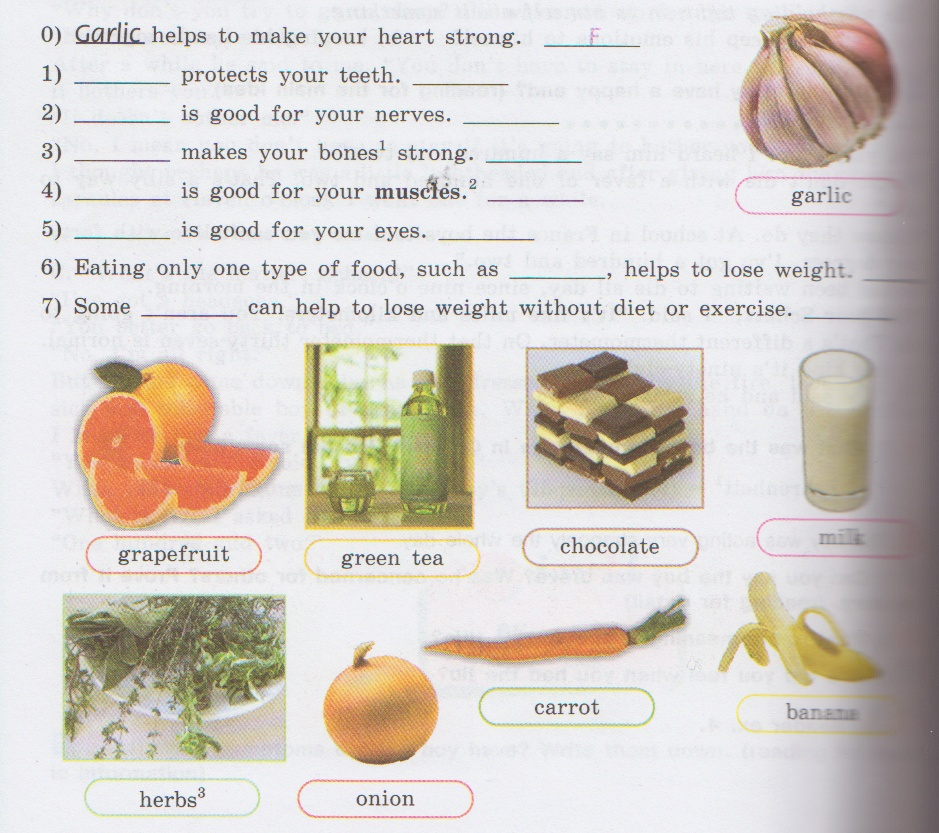 0) Garlic helps to make your heart strong. F
1) ________ protects your teeth.
2) ________ is good for your nerves. ________
3) ________ makes your bones¹ strong.
4) ________ is good for your muscles.² ________
5) ________ is good for your eyes. ________
6) Eating only one type of food, such as ________, helps to lose weight. ________
7) Some ________ can help to lose weight without diet or exercise. ________
garlic
grapefruit
green tea
chocolate
milk
herbs³
onion
carrot
banana